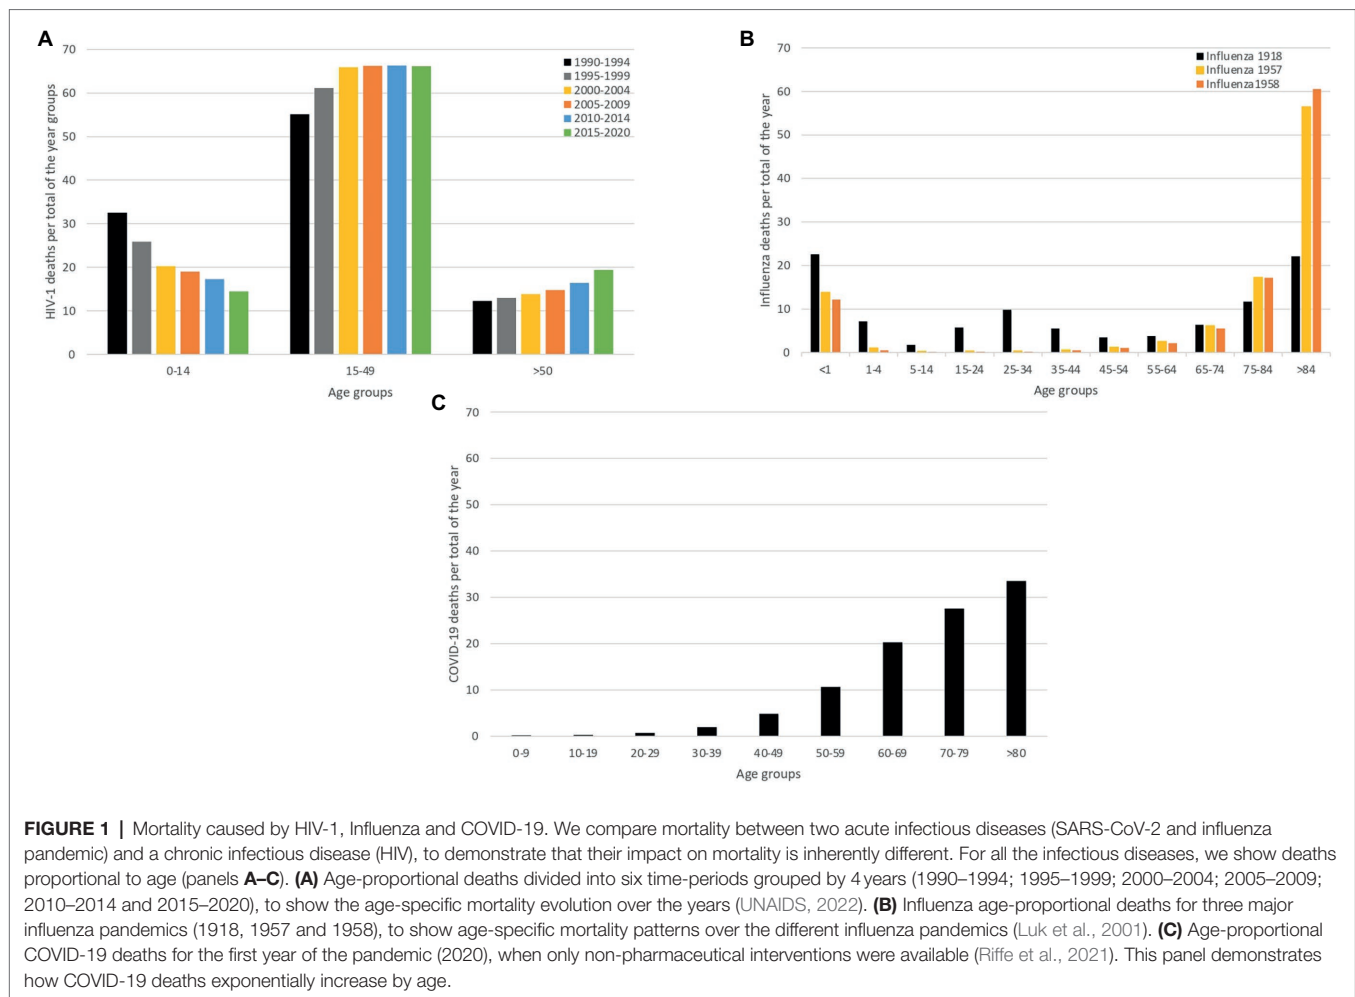 A
HIV-1 deaths per total of the year groups
70
60
50
40
30
20
10
0
1990-1994
1995-1999
2000-2004
2005-2009
2010-2014
2015-2020
0-14
15-49
>50
Age groups
B
Influenza deaths per total of the year
70
60
50
40
30
20
10
0
Influenza 1918
Influenza 1957
Influenza1958
<1
1-4
5-14
15-24
25-34
35-44
45-54
55-64
65-74
75-84
>84
Age groups
C
COVID-19 deaths per total of the year
70
60
50
40
30
20
10
0
0-9
10-19
20-29
30-39
40-49
50-59
60-69
70-79
>80
Age groups
FIGURE 1 | Mortality caused by HIV-1, Influenza and COVID-19. We compare mortality between two acute infectious diseases (SARS-CoV-2 and influenza
pandemic) and a chronic infectious disease (HIV), to demonstrate that their impact on mortality is inherently different. For all the infectious diseases, we show deaths
proportional to age (panels A–C). (A) Age-proportional deaths divided into six time-periods grouped by 4 years (1990–1994; 1995–1999; 2000–2004; 2005–2009;
2010–2014 and 2015–2020), to show the age-specific mortality evolution over the years (UNAIDS, 2022). (B) Influenza age-proportional deaths for three major
influenza pandemics (1918, 1957 and 1958), to show age-specific mortality patterns over the different influenza pandemics (Luk et al., 2001). (C) Age-proportional
COVID-19 deaths for the first year of the pandemic (2020), when only non-pharmaceutical interventions were available (Riffe et al., 2021). This panel demonstrates
how COVID-19 deaths exponentially increase by age.